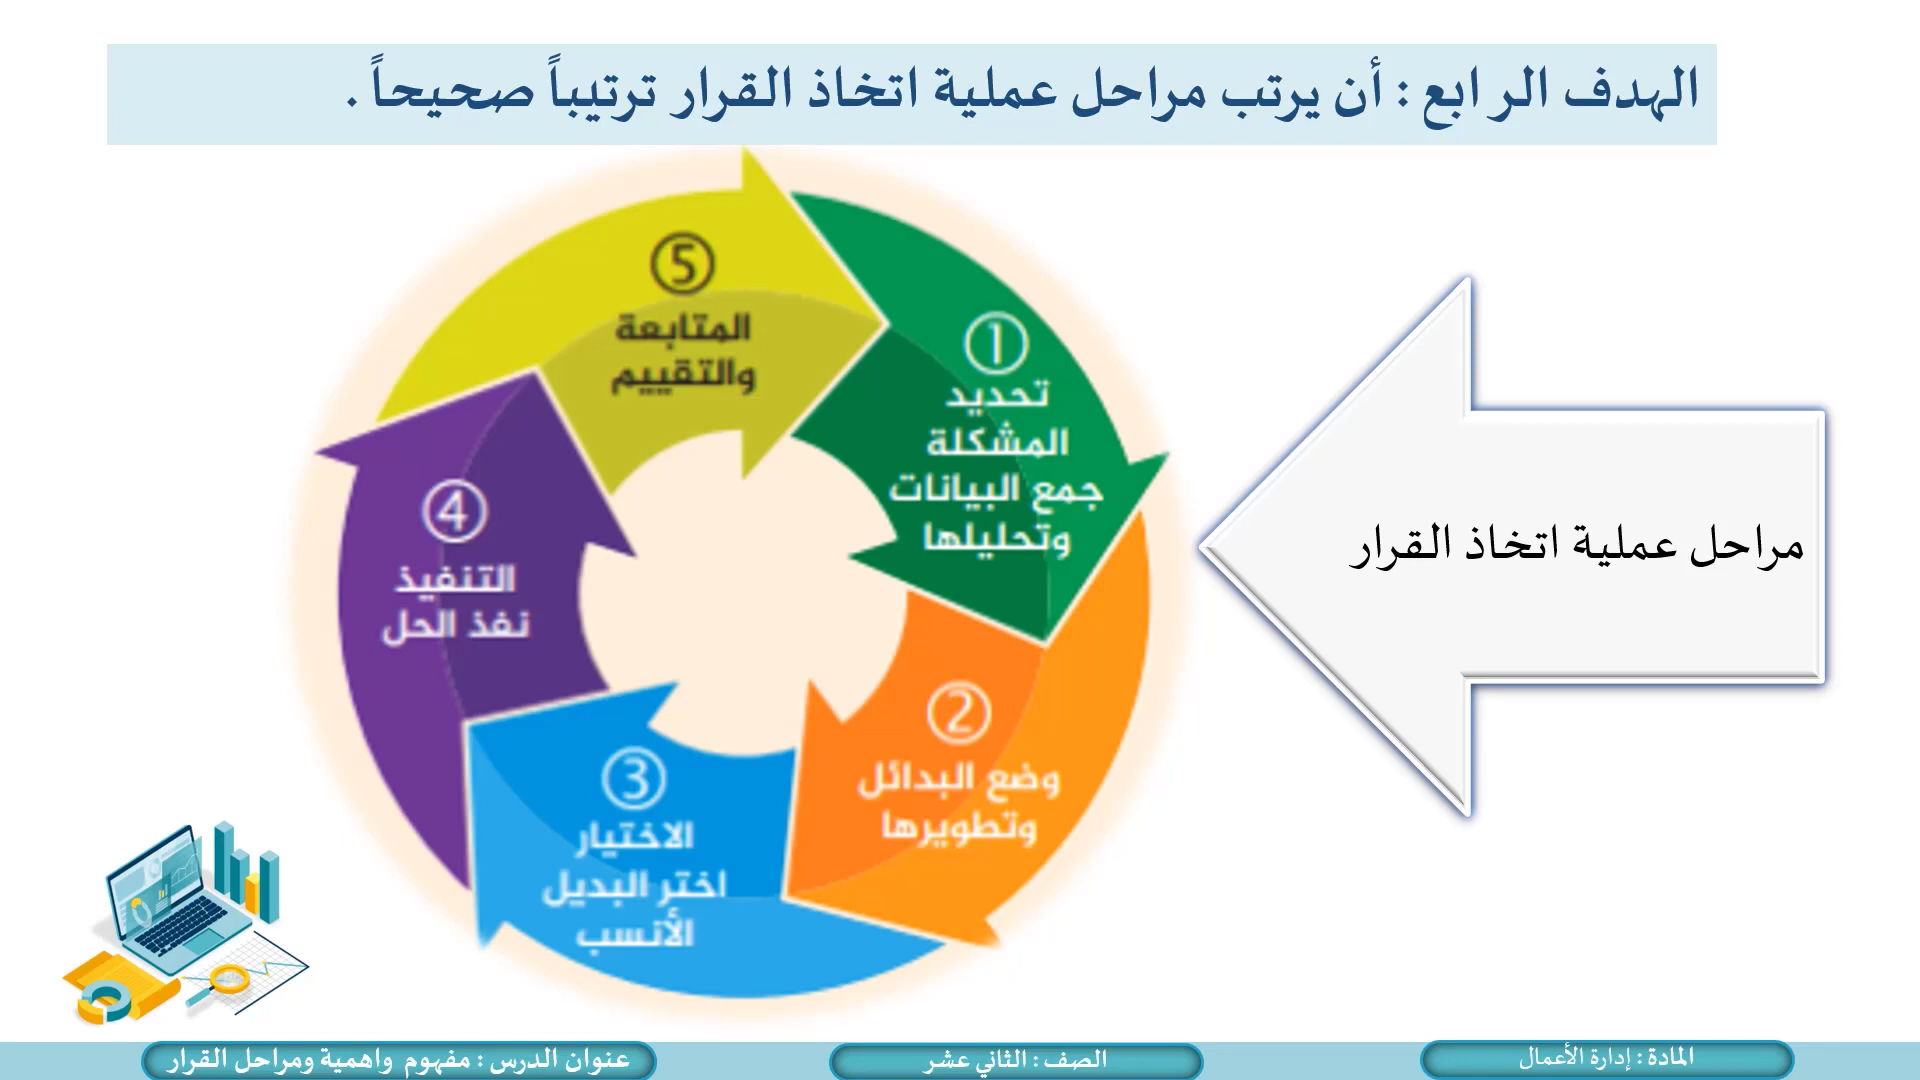 الهدف الرابع : أن يرتب مراحل عملية اتخاذ القرار ترتيباً صحيحاً .
مراحل عملية اتخاذ القرار
①
تحديد
المشكلة
جمع البيانات
وتحليلها
②
وضع البدائل
وتطويرها
③
الاختيار
اختر البديل
الأنسب
④
التنفيذ
نفذ الحل
⑤
المتابعة
والتقييم
المادة : إدارة الأعمال
الصف : الثاني عشر
عنوان الدرس : مفهوم واهمية ومراحل القرار